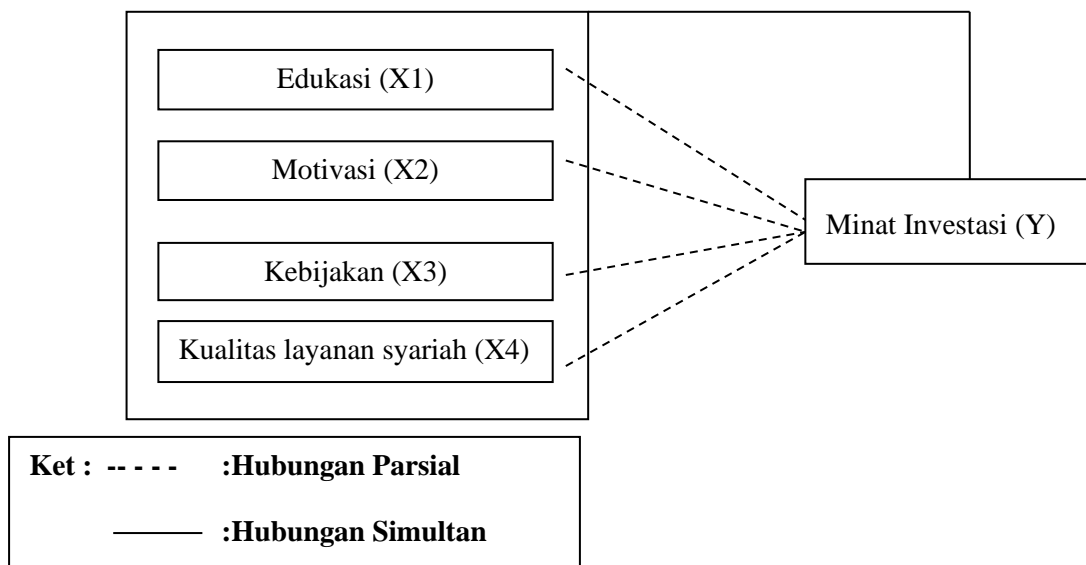 Edukasi (X1)
Motivasi (X2)
Minat Investasi (Y)
Kebijakan (X3)
Kualitas layanan syariah (X4)
Ket : -- - - - :Hubungan Parsial
:Hubungan Simultan